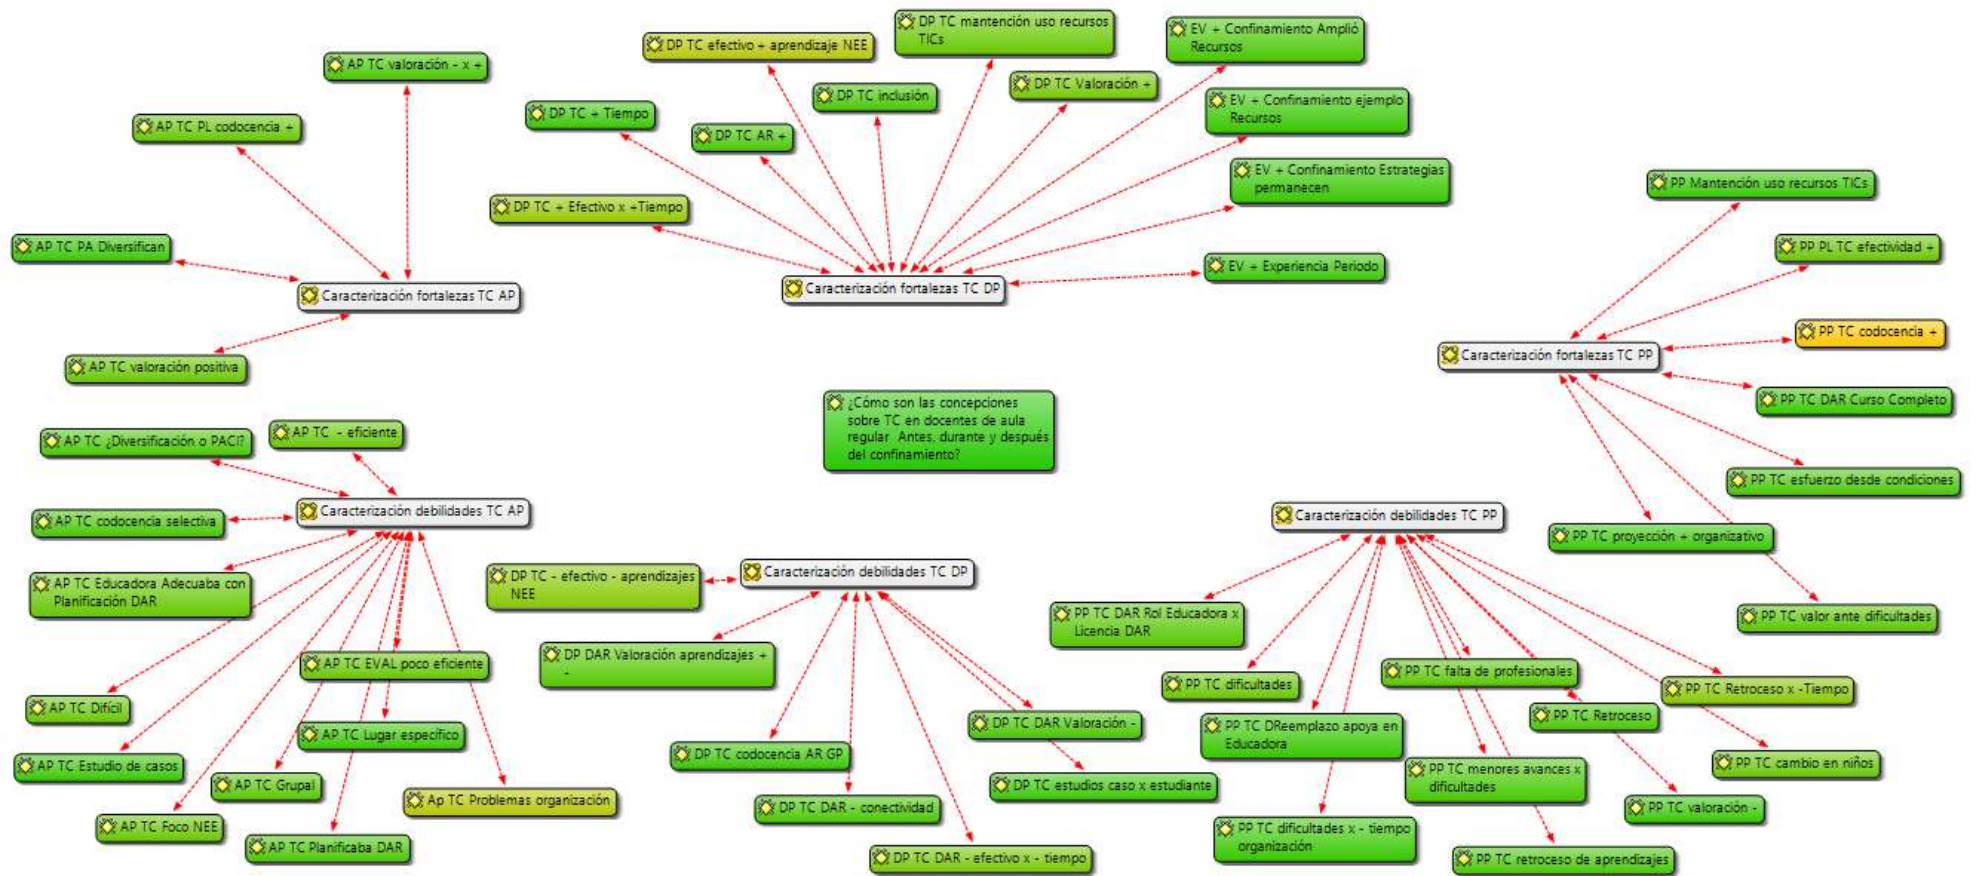 AP TC valoración - x +
AP TC PL codocencia +
AP TC PA Diversifican
Caracterización fortalezas TC AP
AP TC valoración positiva
DP TC efectivo + aprendizaje NEE
DP TC mantención uso recursos
TICs
EV + Confinamiento Amplió
Recursos
DP TC + Tiempo
DP TC inclusión
DP TC Valoración +
EV + Confinamiento ejemplo
Recursos
DP TC AR +
EV + Confinamiento Estrategias
permanecen
DP TC + Efectivo x +Tiempo
EV + Experiencia Periodo
Caracterización fortalezas TC DP
PP Mantención uso recursos TICs
PP PL TC efectividad +
PP TC codocencia +
Caracterización fortalezas TC PP
PP TC DAR Curso Completo
PP TC esfuerzo desde condiciones
PP TC proyección + organizativo
PP TC valor ante dificultades
¿Cómo son las concepciones
sobre TC en docentes de aula
regular Antes, durante y después
del confinamiento?
AP TC ¿Diversificación o PACI?
AP TC - eficiente
AP TC codocencia selectiva
Caracterización debilidades TC AP
AP TC Educadora Adecuaba con
Planificación DAR
AP TC EVAL poco eficiente
AP TC Difícil
AP TC Lugar específico
AP TC Estudio de casos
AP TC Grupal
Ap TC Problemas organización
AP TC Foco NEE
AP TC Planificaba DAR
DP TC - efectivo - aprendizajes
NEE
Caracterización debilidades TC DP
DP DAR Valoración aprendizajes +
-
DP TC DAR Valoración -
DP TC codocencia AR GP
DP TC estudios caso x estudiante
DP TC DAR - conectividad
DP TC DAR - efectivo x - tiempo
Caracterización debilidades TC PP
PP TC DAR Rol Educadora x
Licencia DAR
PP TC dificultades
PP TC falta de profesionales
PP TC Retroceso x -Tiempo
PP TC DReemplazo apoya en
Educadora
PP TC Retroceso
PP TC menores avances x
dificultades
PP TC cambio en niños
PP TC valoración -
PP TC dificultades x - tiempo
organización
PP TC retroceso de aprendizajes